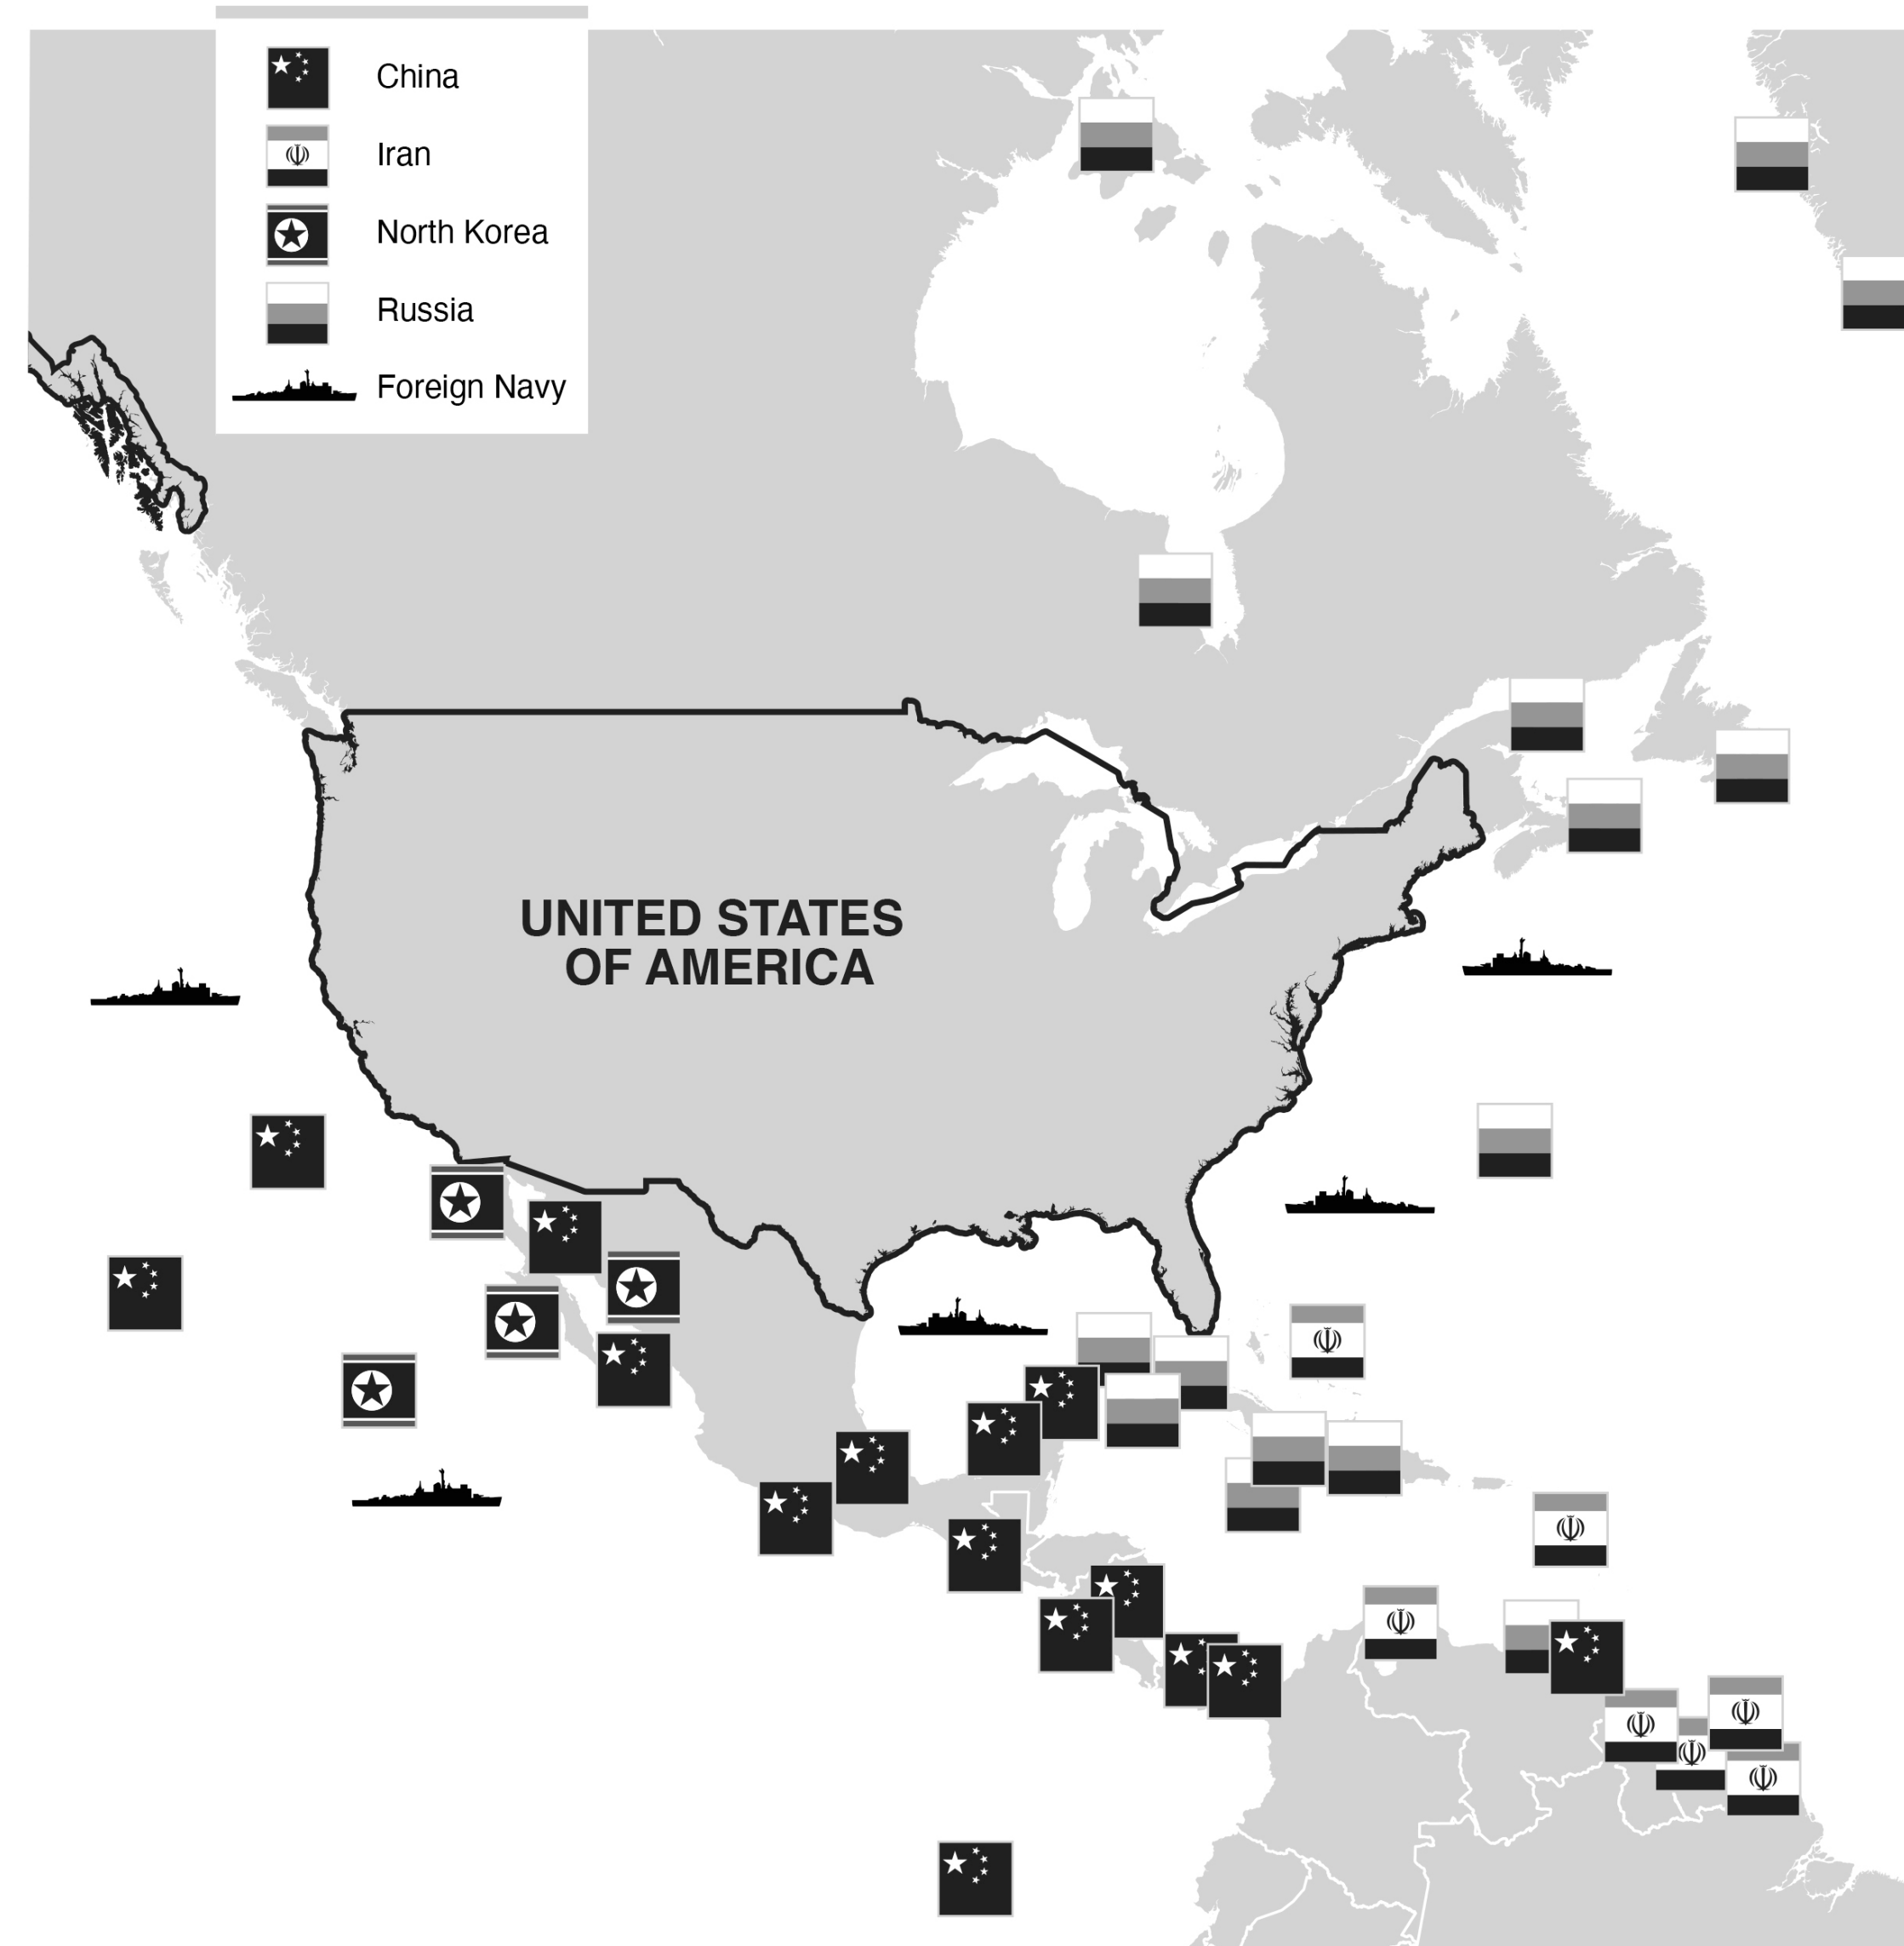 China
Iran
North Korea
Russia
Foreign Navy
UNITED STATES
OF AMERICA